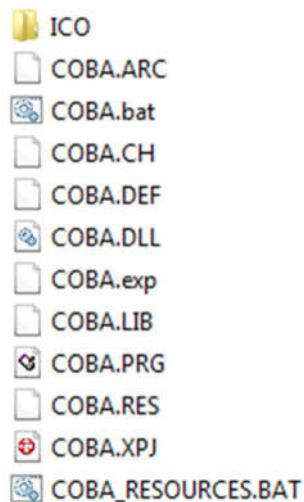 ICO
COBA.ARC
COBA.bat
COBA.CH
COBA.DEF
COBA.DLL
COBA.exp
COBA.LIB
COBA.PRG
COBA.RES
COBA.XPJ
COBA_RESOURCES.BAT